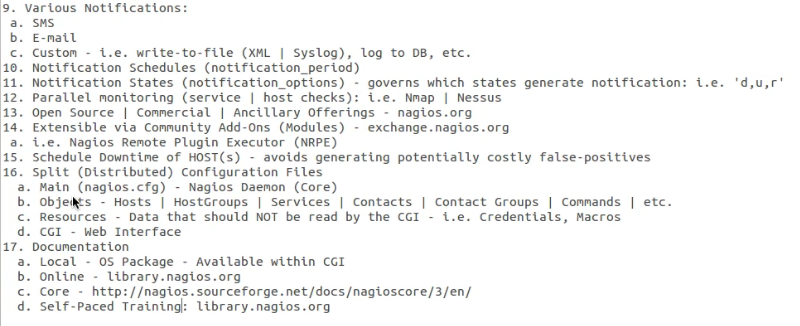 9. Various Notifications:
a. SMS
b. E-mail
c. Custom - i.e. write-to-file (XML | Syslog), log to DB, etc.
10. Notification Schedules (notification_period)
11. Notification States (notification_options) - governs which states generate notification: i.e. 'd,u,r'
12. Parallel monitoring (service | host checks): i.e. Nmap | Nessus
13. Open Source | Commercial | Ancillary Offerings - nagios.org
14. Extensible via Community Add-Ons (Modules) - exchange.nagios.org
a. i.e. Nagios Remote Plugin Executor (NRPE)
15. Schedule Downtime of HOST(s) - avoids generating potentially costly false-positives
16. Split (Distributed) Configuration Files
a. Main (nagios.cfg) - Nagios Daemon (Core)
b. Objects - Hosts | HostGroups | Services | Contacts | Contact Groups | Commands | etc.
c. Resources - Data that should NOT be read by the CGI - i.e. Credentials, Macros
d. CGI - Web Interface
17. Documentation
a. Local - OS Package - Available within CGI
b. Online - library.nagios.org
c. Core - http://nagios.sourceforge.net/docs/nagioscore/3/en/
d. Self-Paced Training: library.nagios.org